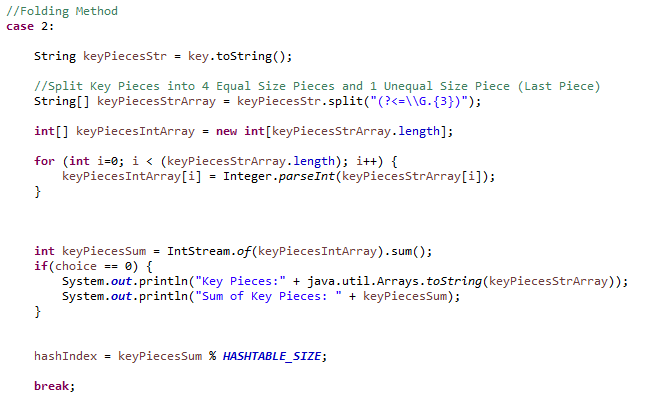 //Folding Method
case 2:
String keyPiecesStr = key.toString();
//Split Key Pieces into 4 Equal Size Pieces and 1 Unequal Size Piece (Last Piece)
String[] keyPiecesStrArray = keyPiecesStr.split("(?<=\\G.{3})");
int[] keyPiecesIntArray = new int[keyPiecesStrArray.length];
for (int i=0; i < (keyPiecesStrArray.length); i++) {
keyPiecesIntArray[i] = Integer.parseInt(keyPiecesStrArray[i]);
}
int keyPiecesSum = IntStream.of(keyPiecesIntArray).sum();
if(choice == 0) {
System.out.println("Key Pieces:" + java.util.Arrays.toString(keyPiecesStrArray));
System.out.println("Sum of Key Pieces: " + keyPiecesSum);
}
hashIndex = keyPiecesSum % HASHTABLE_SIZE;
break;